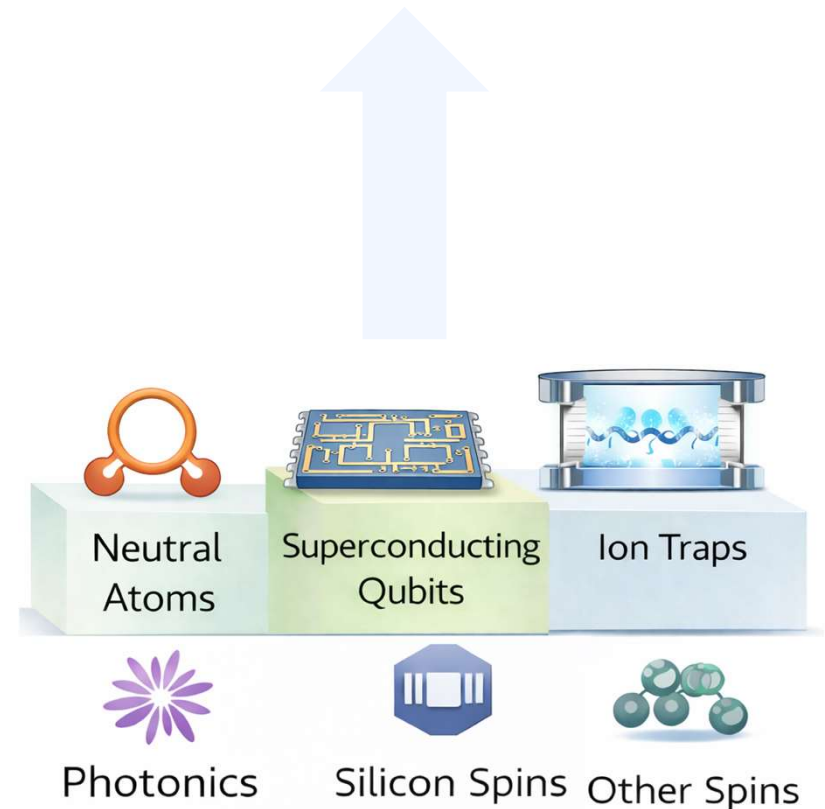 Neutral
Atoms
Superconducting
Qubits
Ion Traps
Photonics
Silicon Spins
Other Spins